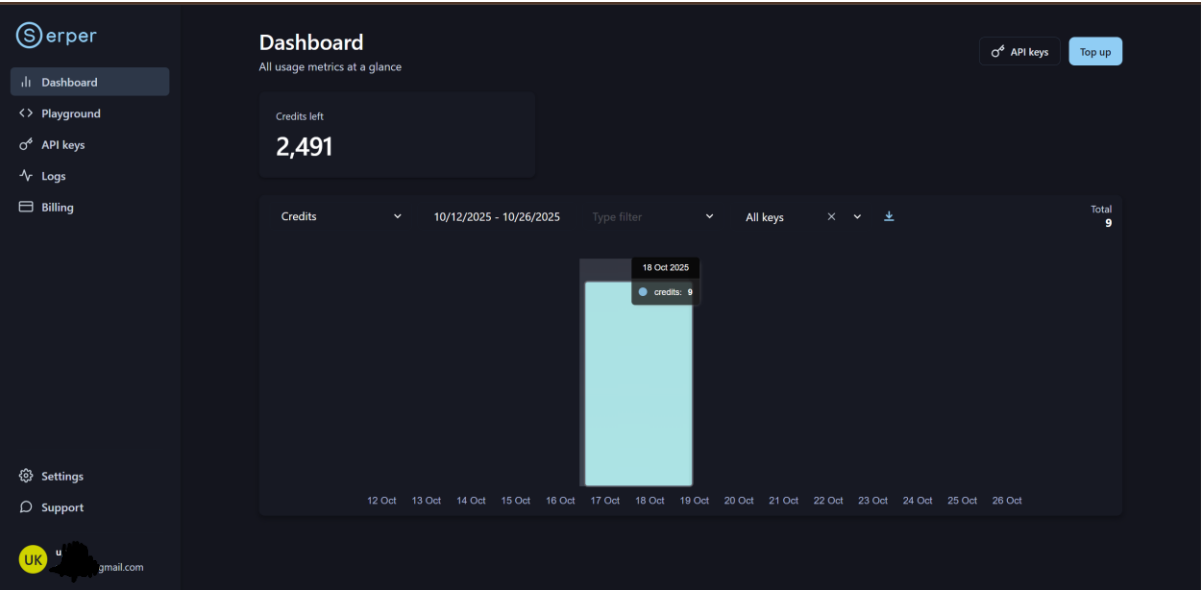 Serper
Dashboard
Playground
API keys
Logs
Billing
Settings
Support
UK
u
gmail.com
Dashboard
All usage metrics at a glance
API keys
Top up
Credits left
2,491
Credits
10/12/2025 - 10/26/2025
Type filter
All keys
Total
9
18 Oct 2025
credits: 9
12 Oct 13 Oct 14 Oct 15 Oct 16 Oct 17 Oct 18 Oct 19 Oct 20 Oct 21 Oct 22 Oct 23 Oct 24 Oct 25 Oct 26 Oct